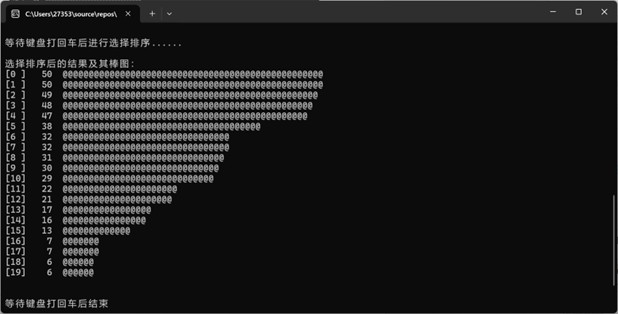 C:\Users\27353\source\repos\
等待键盘打回车后进行选择排序......
选择排序后的结果及其棒图:
[0 ]   50  @@@@@@@@@@@@@@@@@@@@@@@@@@@@@@@@@@@@@@@@@@@@@@@@@@
[1 ]   50  @@@@@@@@@@@@@@@@@@@@@@@@@@@@@@@@@@@@@@@@@@@@@@@@@@
[2 ]   49  @@@@@@@@@@@@@@@@@@@@@@@@@@@@@@@@@@@@@@@@@@@@@@@@@
[3 ]   48  @@@@@@@@@@@@@@@@@@@@@@@@@@@@@@@@@@@@@@@@@@@@@@@@
[4 ]   47  @@@@@@@@@@@@@@@@@@@@@@@@@@@@@@@@@@@@@@@@@@@@@@@
[5 ]   38  @@@@@@@@@@@@@@@@@@@@@@@@@@@@@@@@@@@@@@
[6 ]   32  @@@@@@@@@@@@@@@@@@@@@@@@@@@@@@@@
[7 ]   32  @@@@@@@@@@@@@@@@@@@@@@@@@@@@@@@@
[8 ]   31  @@@@@@@@@@@@@@@@@@@@@@@@@@@@@@@
[9 ]   30  @@@@@@@@@@@@@@@@@@@@@@@@@@@@@@
[10]   29  @@@@@@@@@@@@@@@@@@@@@@@@@@@@@
[11]   22  @@@@@@@@@@@@@@@@@@@@@@
[12]   21  @@@@@@@@@@@@@@@@@@@@@
[13]   17  @@@@@@@@@@@@@@@@@
[14]   16  @@@@@@@@@@@@@@@@
[15]   13  @@@@@@@@@@@@@
[16]    7  @@@@@@@
[17]    7  @@@@@@@
[18]    6  @@@@@@
[19]    6  @@@@@@
等待键盘打回车后结束